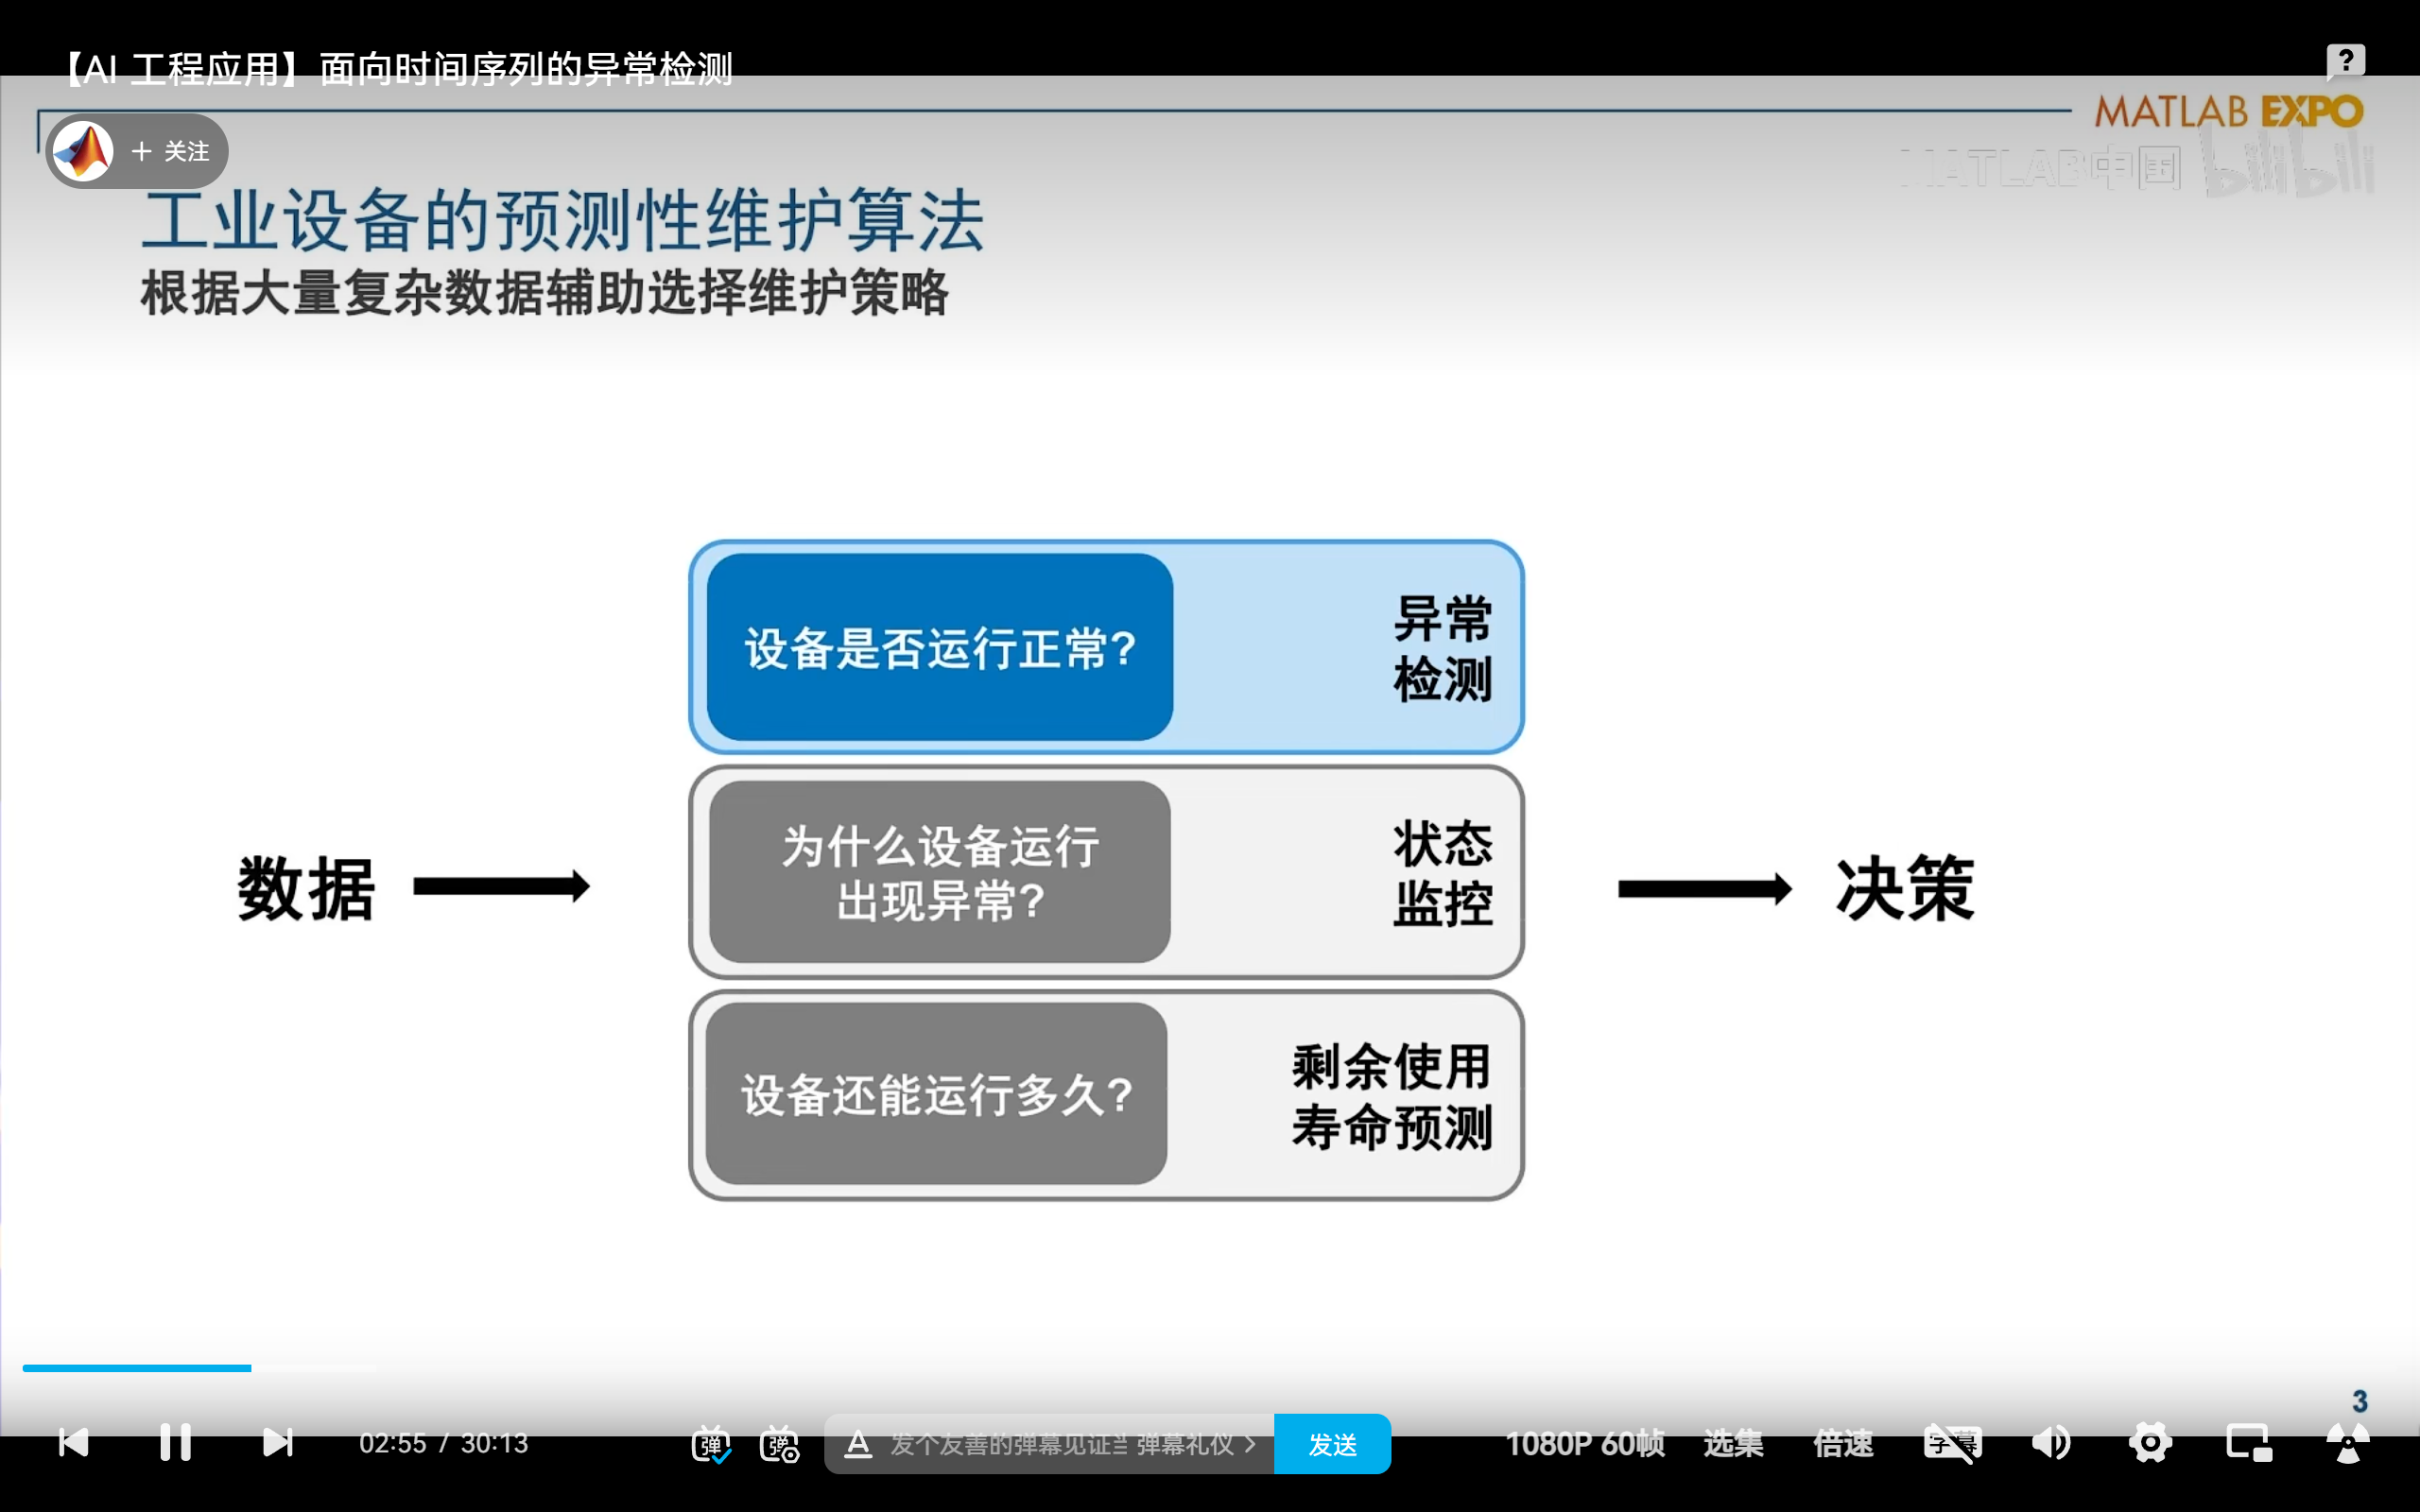 【AI 工程应用】面向时间序列的异常检测
?
MATLAB EXPO
+ 关注
MATLAB中国 bilibili
工业设备的预测性维护算法
根据大量复杂数据辅助选择维护策略
设备是否运行正常?
异常
检测
数据
为什么设备运行
出现异常?
状态
监控
决策
设备还能运行多久?
剩余使用
寿命预测
3
02:55 / 30:13
弹
弹
A 发个友善的弹幕见证 弹幕礼仪 >
发送
1080P 60帧
选集
倍速
字幕